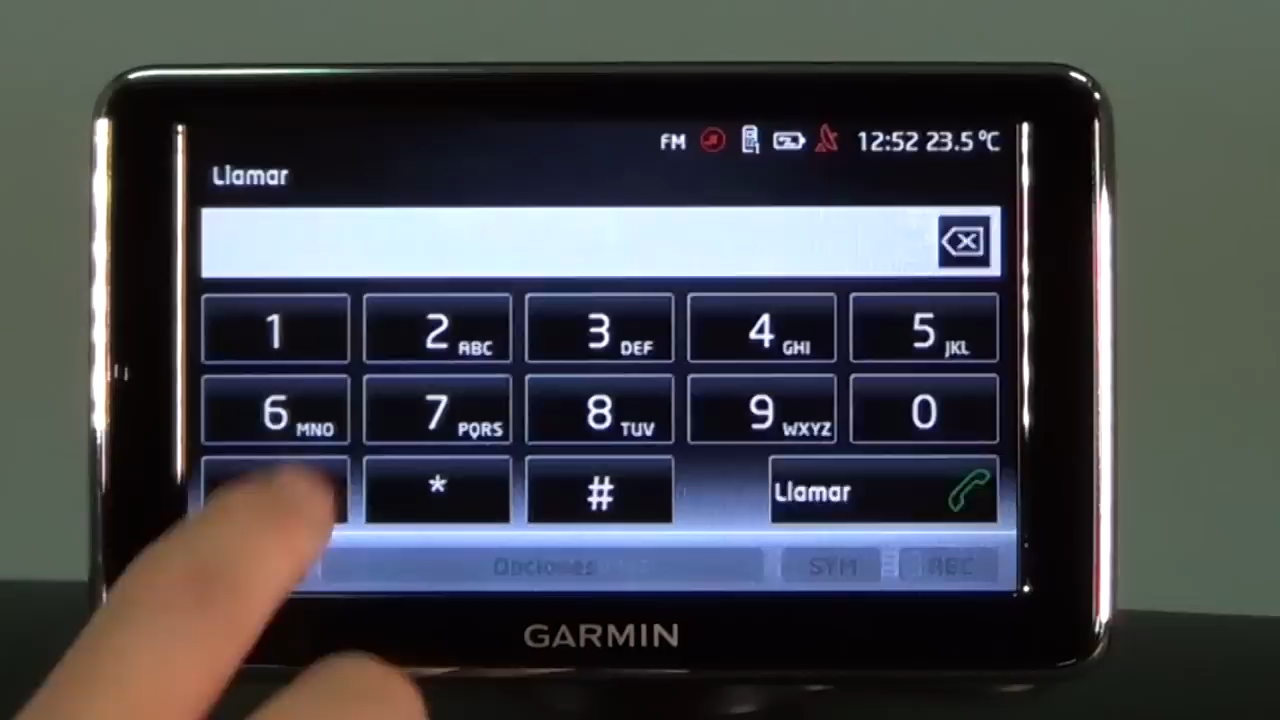 FM 12:52 23.5°C
Llamar
1 2 ABC 3 DEF 4 GHI 5 JKL
6 MNO 7 PQRS 8 TUV 9 WXYZ 0
* # Llamar
Opciones SYM ABC
GARMIN